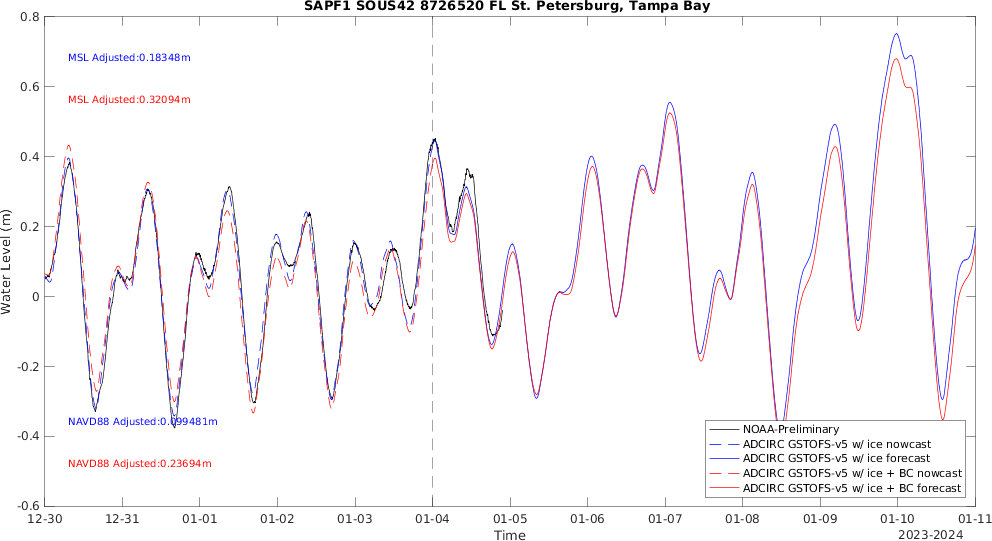 SAPF1 SOUS42 8726520 FL St. Petersburg, Tampa Bay
0.8
0.6
0.4
0.2
0
-0.2
-0.4
-0.6
Water Level (m)
MSL Adjusted:0.18348m
MSL Adjusted:0.32094m
NAVD88 Adjusted:0.099481m
NAVD88 Adjusted:0.23694m
NOAA-Preliminary
ADCIRC GSTOFS-v5 w/ ice nowcast
ADCIRC GSTOFS-v5 w/ ice forecast
ADCIRC GSTOFS-v5 w/ ice + BC nowcast
ADCIRC GSTOFS-v5 w/ ice + BC forecast
12-30 12-31 01-01 01-02 01-03 01-04 01-05 01-06 01-07 01-08 01-09 01-10 01-11
Time
2023-2024